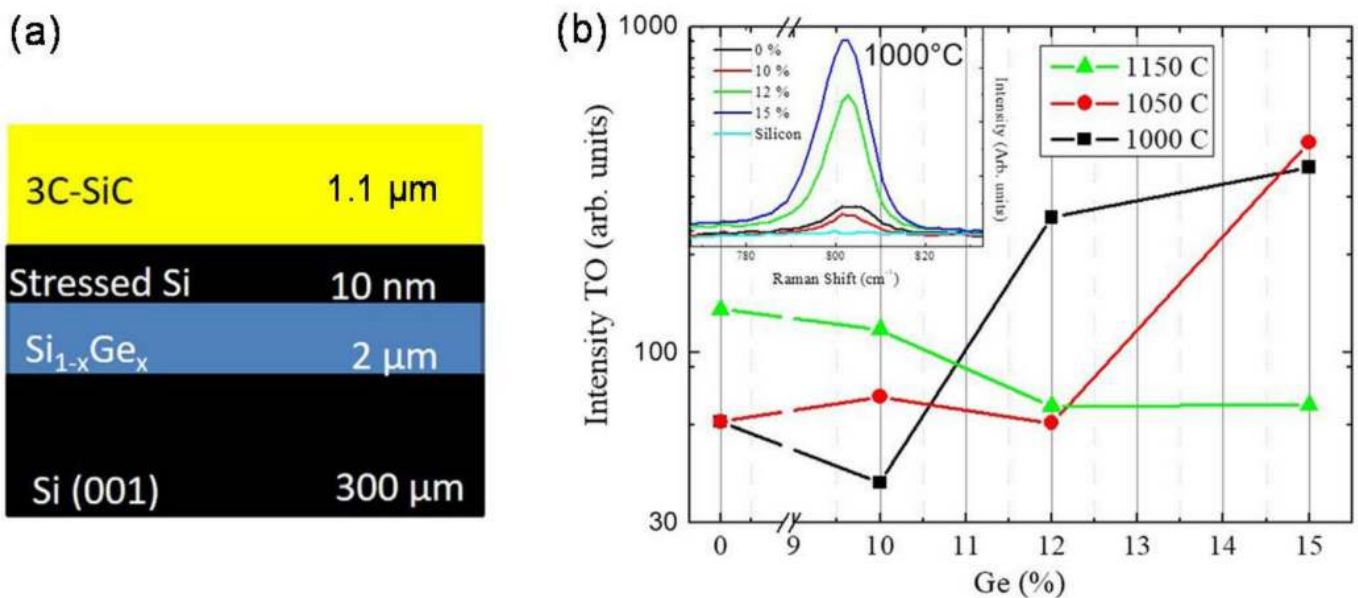 (a)
3C-SiC 1.1 μm
Stressed Si 10 nm
Si1-xGex 2 μm
Si (001) 300 μm
(b)
Intensity TO (arb. units)
1000
100
30
0 9 10 11 12 13 14 15
Ge (%)
1000°C
0 %
10 %
12 %
15 %
Silicon
Intensity (Arb. units)
780 800 820
Raman Shift (cm-1)
1150 C
1050 C
1000 C